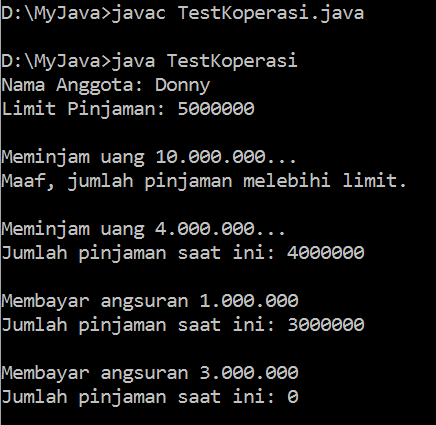 D:\MyJava>javac TestKoperasi.java
D:\MyJava>java TestKoperasi
Nama Anggota: Donny
Limit Pinjaman: 5000000
Meminjam uang 10.000.000...
Maaf, jumlah pinjaman melebihi limit.
Meminjam uang 4.000.000...
Jumlah pinjaman saat ini: 4000000
Membayar angsuran 1.000.000
Jumlah pinjaman saat ini: 3000000
Membayar angsuran 3.000.000
Jumlah pinjaman saat ini: 0